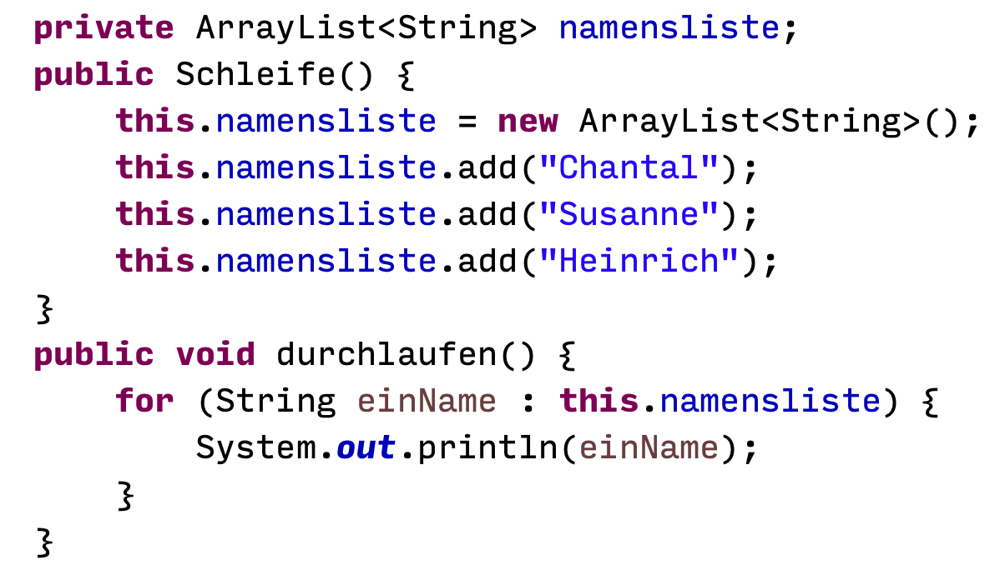 private ArrayList<String> namensliste;
public Schleife() {
    this.namensliste = new ArrayList<String>();
    this.namensliste.add("Chantal");
    this.namensliste.add("Susanne");
    this.namensliste.add("Heinrich");
}
public void durchlaufen() {
    for (String einName : this.namensliste) {
        System.out.println(einName);
    }
}